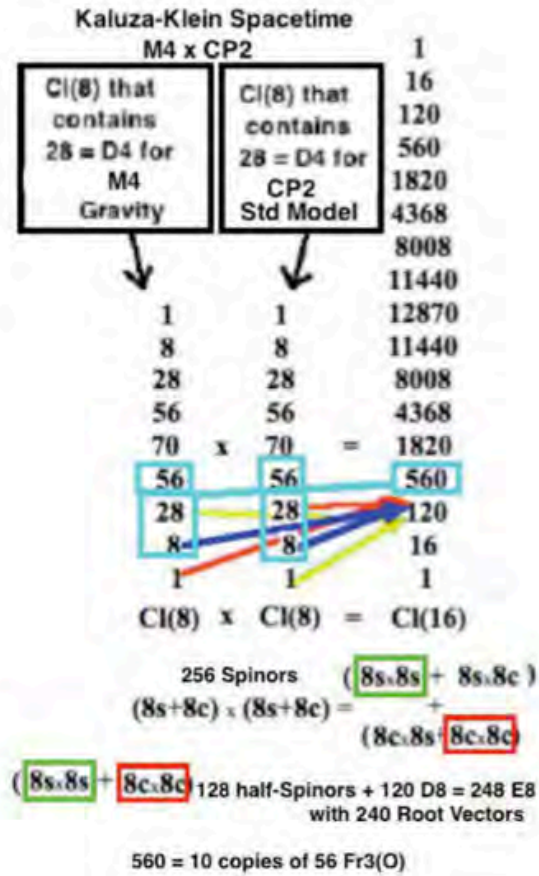 Kaluza-Klein Spacetime
M4 x CP2
Cl(8) that
contains
28 = D4 for
M4
Gravity
Cl(8) that
contains
28 = D4 for
CP2
Std Model
1
16
120
560
1820
4368
8008
11440
1 1 12870
8 8 11440
28 28 8008
56 56 4368
70 x 70 = 1820
56 56 560
28 28 120
8 8 16
1 1 1
Cl(8) x Cl(8) = Cl(16)
256 Spinors
(8s+8c) x (8s+8c) =
(8sx8s + 8sx8c)
+
(8cx8s+8cx8c)
(8sx8s + 8cx8c) 128 half-Spinors + 120 D8 = 248 E8
with 240 Root Vectors
560 = 10 copies of 56 Fr3(O)